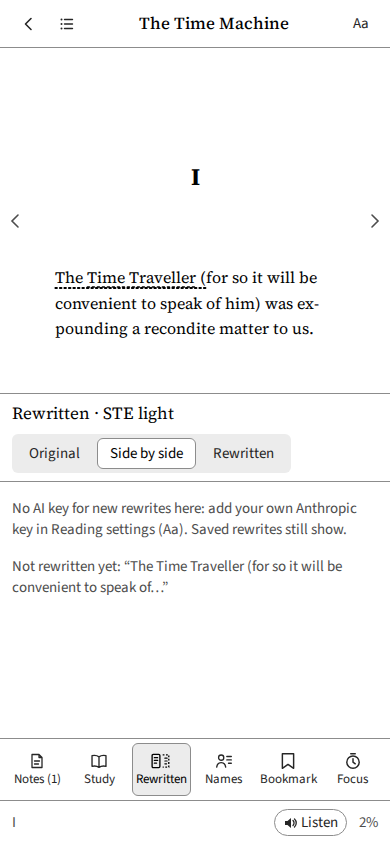 The Time Machine
Aa
I
The Time Traveller (for so it will be
convenient to speak of him) was ex-
pounding a recondite matter to us.
Rewritten · STE light
Original Side by side Rewritten
No AI key for new rewrites here: add your own Anthropic
key in Reading settings (Aa). Saved rewrites still show.
Not rewritten yet: “The Time Traveller (for so it will be
convenient to speak of…”
Notes (1) Study Rewritten Names Bookmark Focus
I Listen 2%